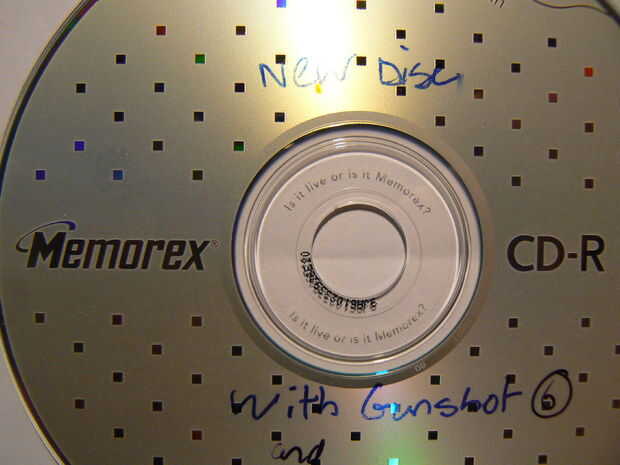 New Disc
Is it live or is it Memorex?
Memorex®
CD-R
Is it live or is it Memorex?
With Gunshot 6
and